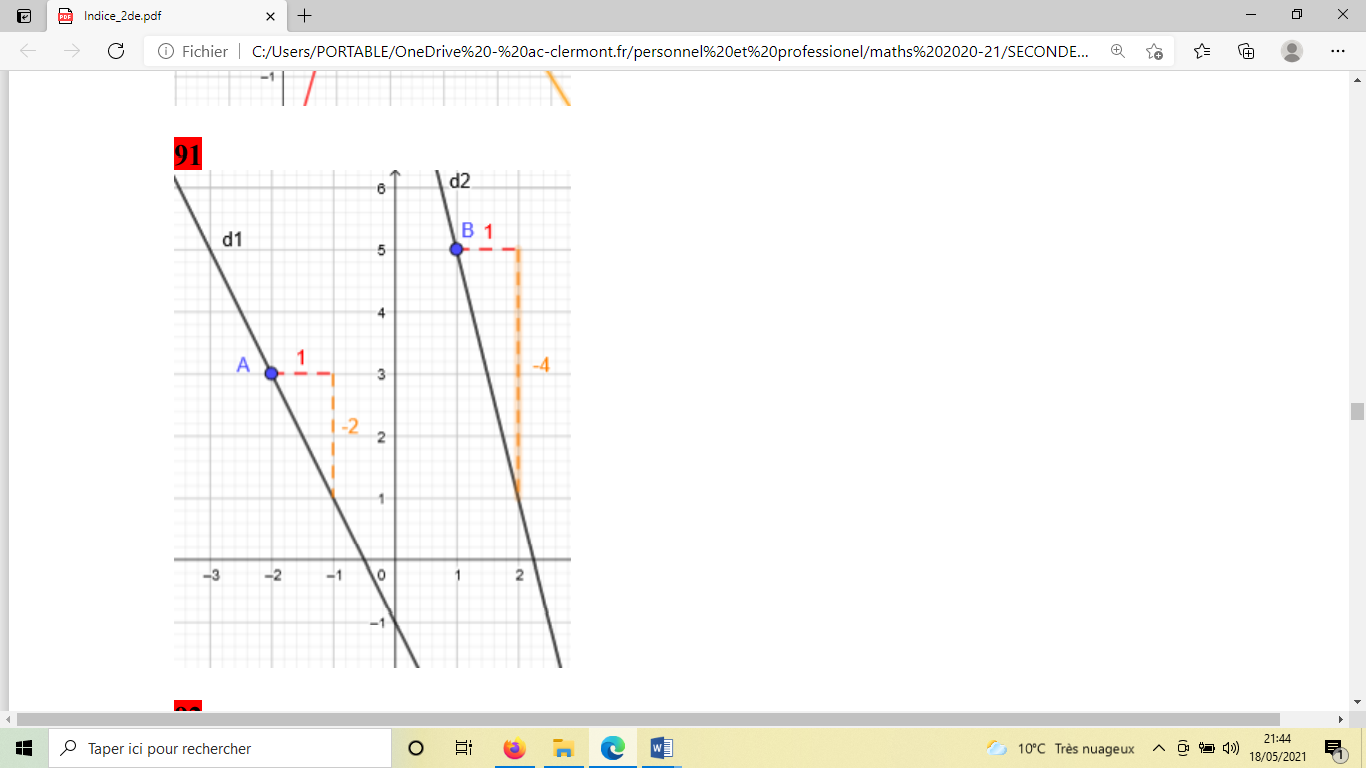 Indice_2de.pdf
Fichier C:/Users/PORTABLE/OneDrive%20-%20ac-clermont.fr/personnel%20et%20professionel/maths%202020-21/SECONDE...
−1
91
6 d2
d1 B 1
5
4
A 1 3 -4
-2 2
1
−3 −2 −1 0 1 2
−1
Taper ici pour rechercher
10°C Très nuageux
21:44
18/05/2021
1